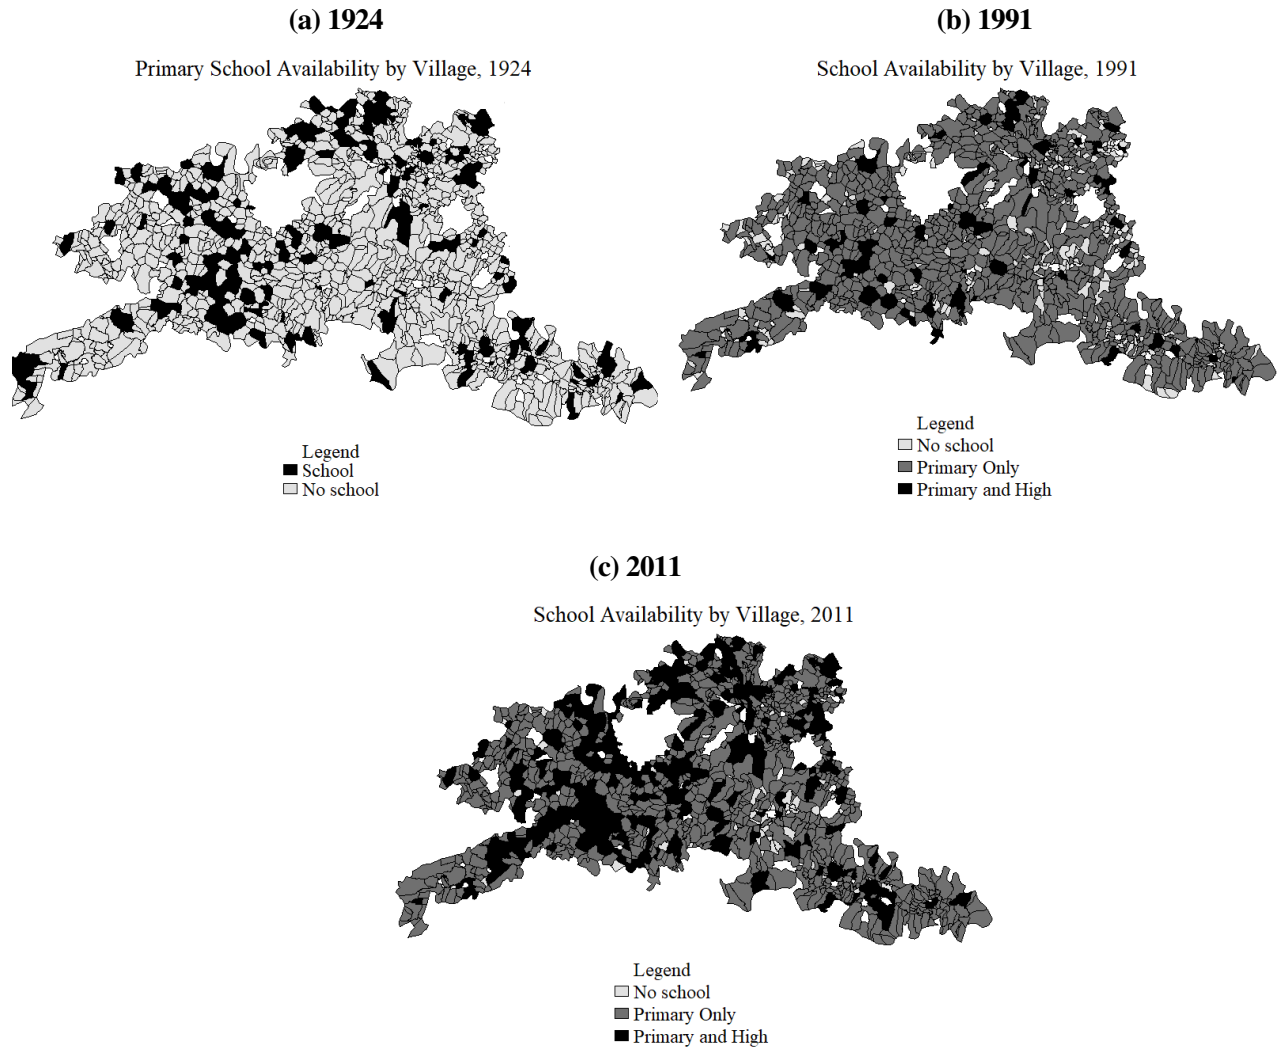 (a) 1924
Primary School Availability by Village, 1924
Legend
School
No school
(b) 1991
School Availability by Village, 1991
Legend
No school
Primary Only
Primary and High
(c) 2011
School Availability by Village, 2011
Legend
No school
Primary Only
Primary and High